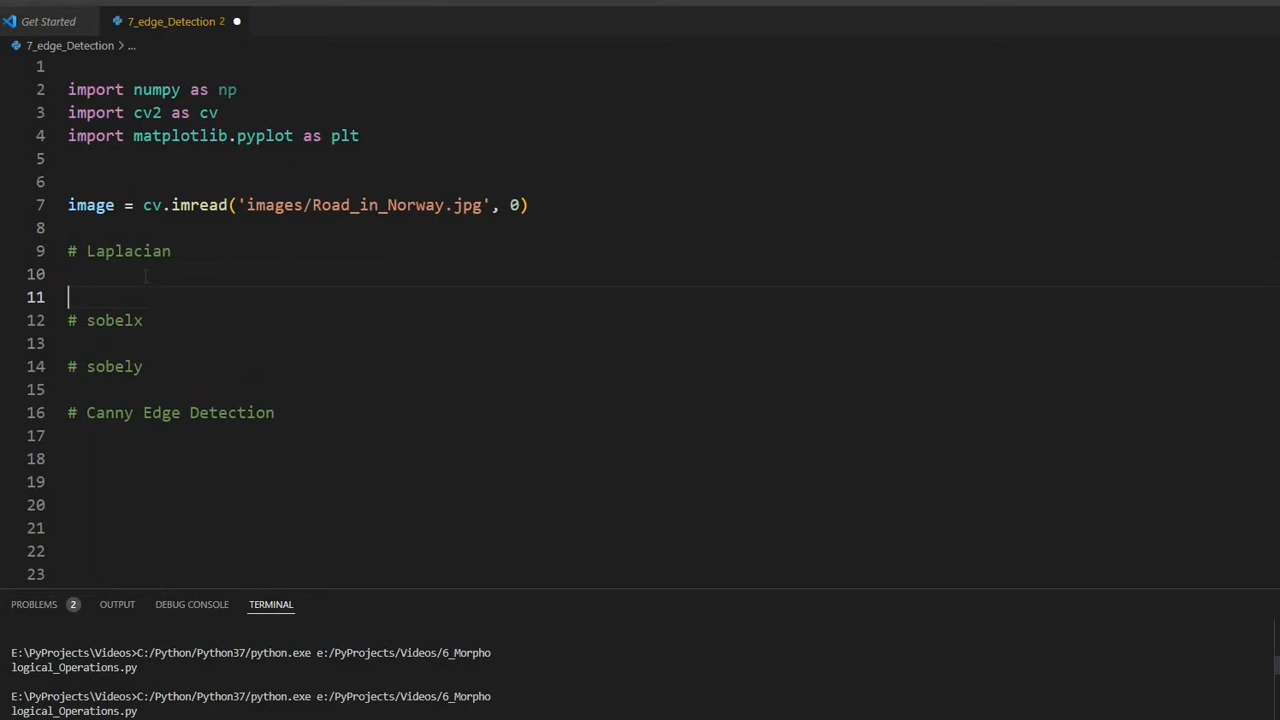 Get Started
7_edge_Detection 2
7_edge_Detection > ...
1
2 import numpy as np
3 import cv2 as cv
4 import matplotlib.pyplot as plt
5
6
7 image = cv.imread('images/Road_in_Norway.jpg', 0)
8
9 # Laplacian
10
11
12 # sobelx
13
14 # sobely
15
16 # Canny Edge Detection
17
18
19
20
21
22
23
PROBLEMS 2 OUTPUT DEBUG CONSOLE TERMINAL
E:\PyProjects\Videos>C:/Python/Python37/python.exe e:/PyProjects/Videos/6_Morpho
logical_Operations.py
E:\PyProjects\Videos>C:/Python/Python37/python.exe e:/PyProjects/Videos/6_Morpho
logical_Operations.py